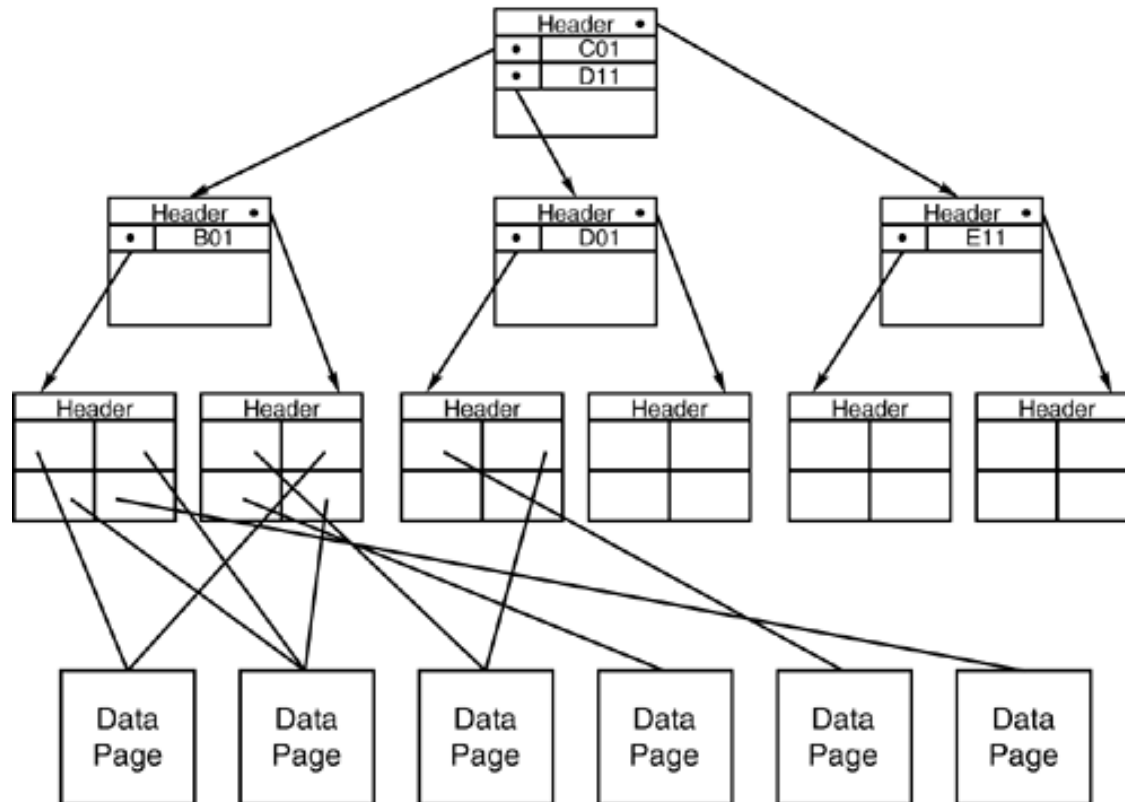 Header
C01
D11
Header
B01
Header
D01
Header
E11
Header
Header
Header
Header
Header
Header
Data
Page
Data
Page
Data
Page
Data
Page
Data
Page
Data
Page